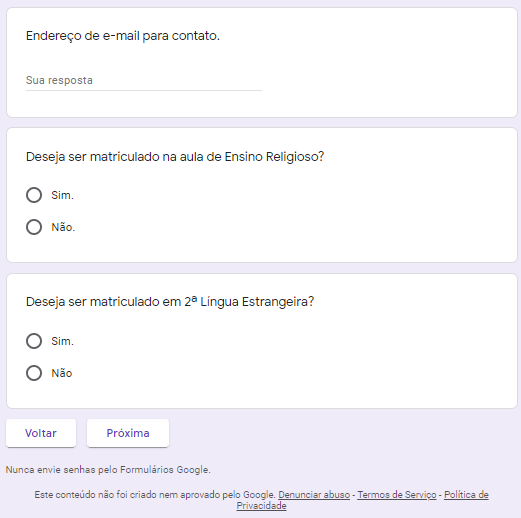 Endereço de e-mail para contato.
Sua resposta
Deseja ser matriculado na aula de Ensino Religioso?
Sim.
Não.
Deseja ser matriculado em 2ª Língua Estrangeira?
Sim.
Não
Voltar
Próxima
Nunca envie senhas pelo Formulários Google.
Este conteúdo não foi criado nem aprovado pelo Google. Denunciar abuso - Termos de Serviço - Política de
Privacidade